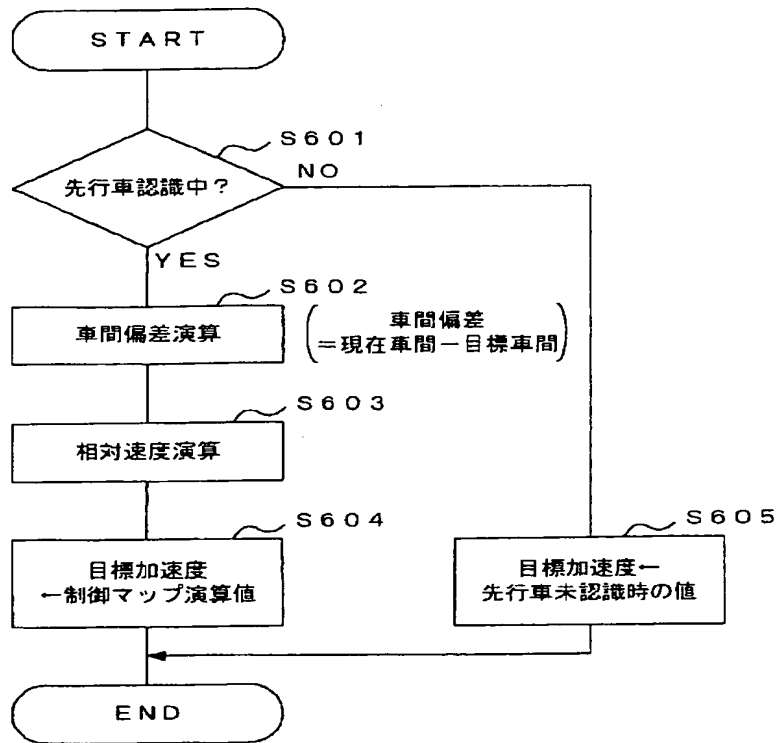 START
S601
先行車認識中?
NO
YES
S602
車間偏差演算
車間偏差
=現在車間-目標車間
S603
相対速度演算
S604
目標加速度
←制御マップ演算値
S605
目標加速度←
先行車未認識時の値
END